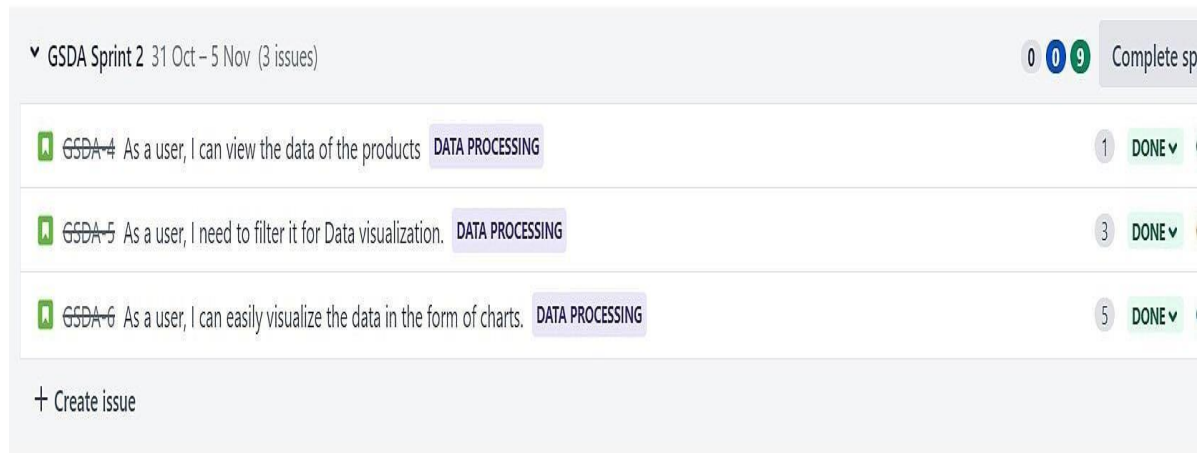 GSDA Sprint 2 31 Oct – 5 Nov (3 issues) 0 0 9 Complete sp
GSDA-4 As a user, I can view the data of the products DATA PROCESSING 1 DONE
GSDA-5 As a user, I need to filter it for Data visualization. DATA PROCESSING 3 DONE
GSDA-6 As a user, I can easily visualize the data in the form of charts. DATA PROCESSING 5 DONE
+ Create issue